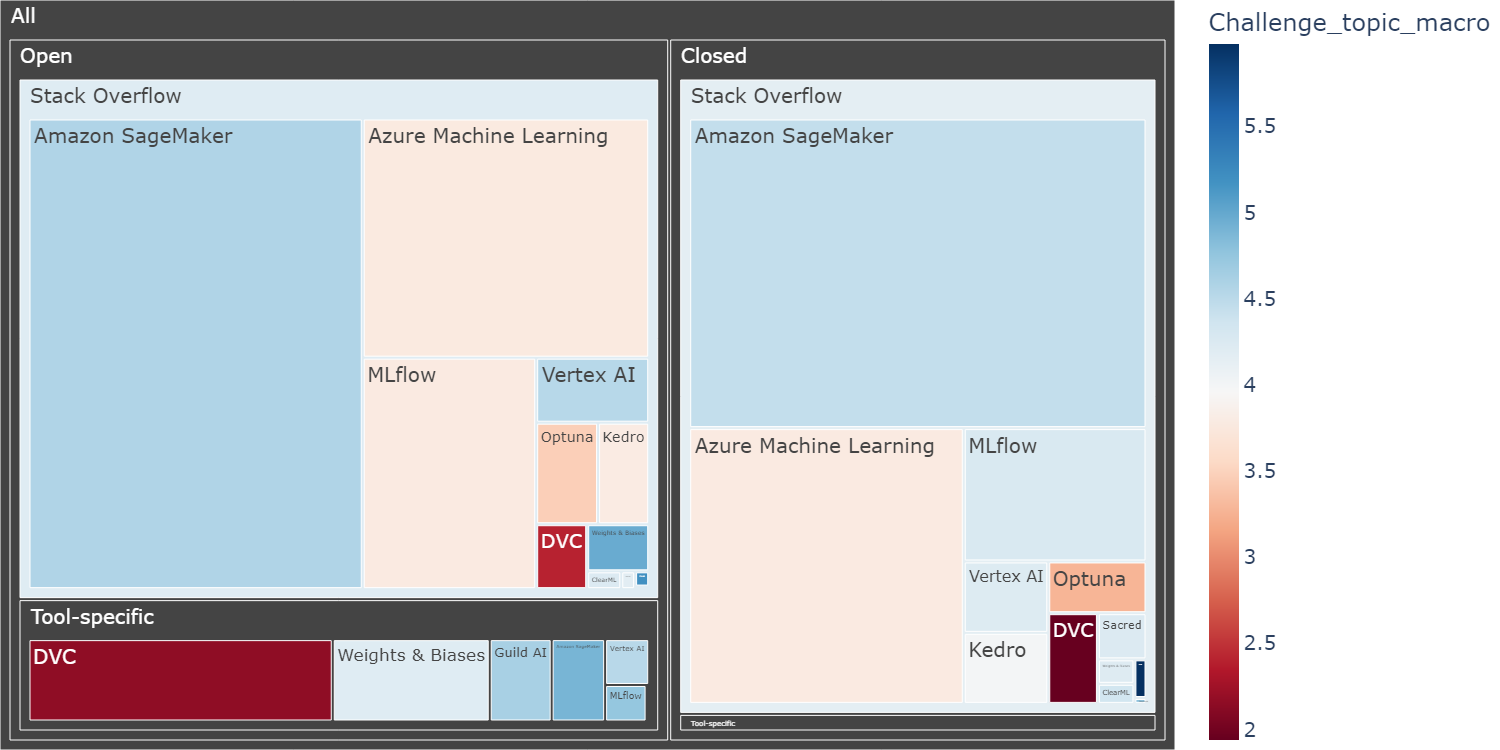 All
Open
Stack Overflow
Amazon SageMaker
Azure Machine Learning
MLflow
Vertex AI
Optuna
Kedro
DVC
Weights & Biases
ClearML
Tool-specific
DVC
Weights & Biases
Guild AI
Amazon SageMaker
Vertex AI
MLflow
Closed
Stack Overflow
Amazon SageMaker
Azure Machine Learning
MLflow
Vertex AI
Optuna
Kedro
DVC
Sacred
Weights & Biases
ClearML
Tool-specific
Challenge_topic_macro
5.5
5
4.5
4
3.5
3
2.5
2